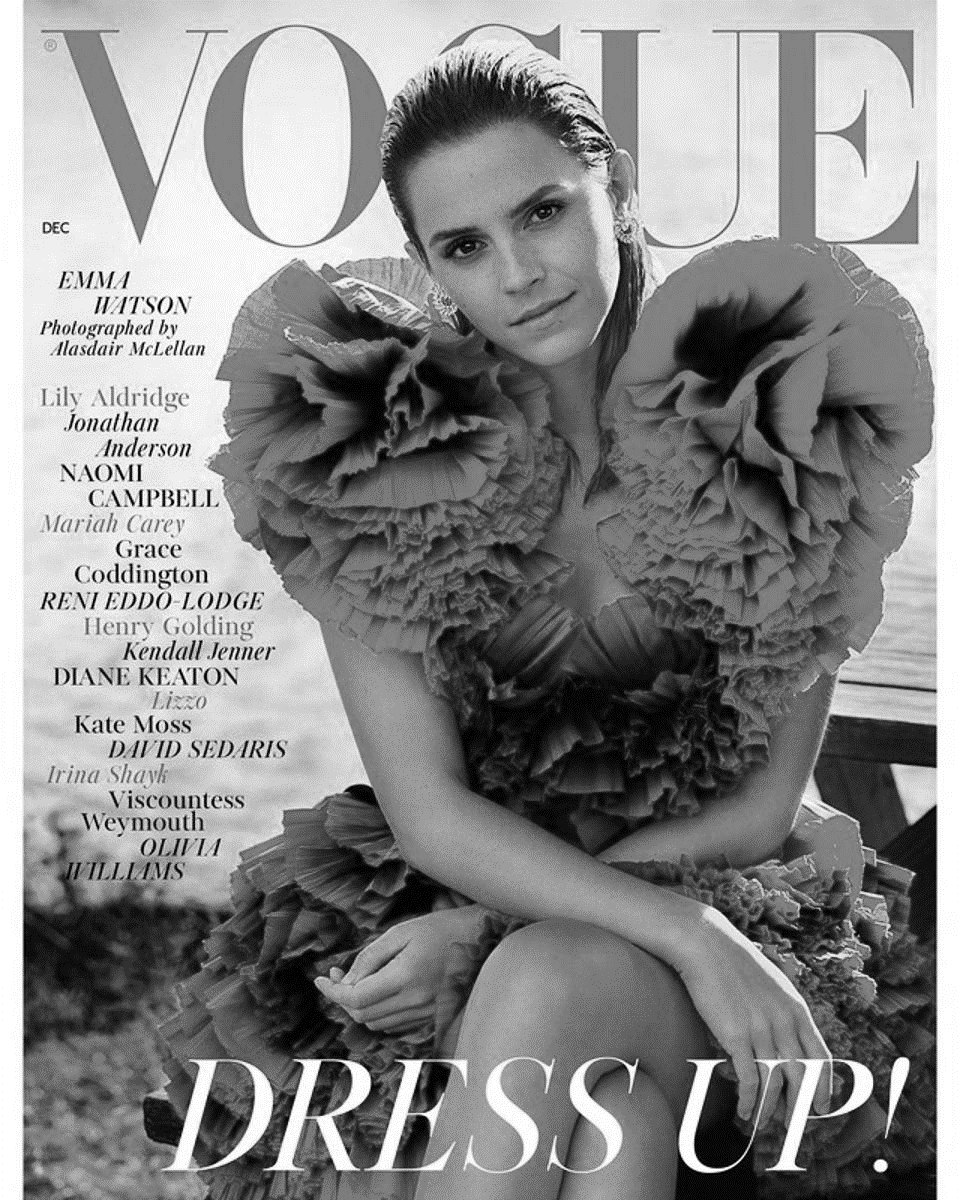 VOGUE
®
DEC
EMMA
WATSON
Photographed by
Alasdair McLellan
Lily Aldridge
Jonathan
Anderson
NAOMI
CAMPBELL
Mariah Carey
Grace
Coddington
RENI EDDO-LODGE
Henry Golding
Kendall Jenner
DIANE KEATON
Lizzo
Kate Moss
DAVID SEDARIS
Irina Shayk
Viscountess
Weymouth
OLIVIA
WILLIAMS
DRESS UP!